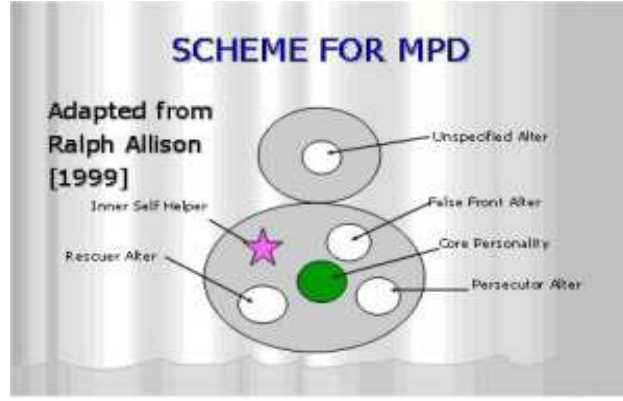 SCHEME FOR MPD
Adapted from
Ralph Allison
[1999]
Unspecified Alter
Inner Self Helper
False Front Alter
Rescuer Alter
Core Personality
Persecutor Alter